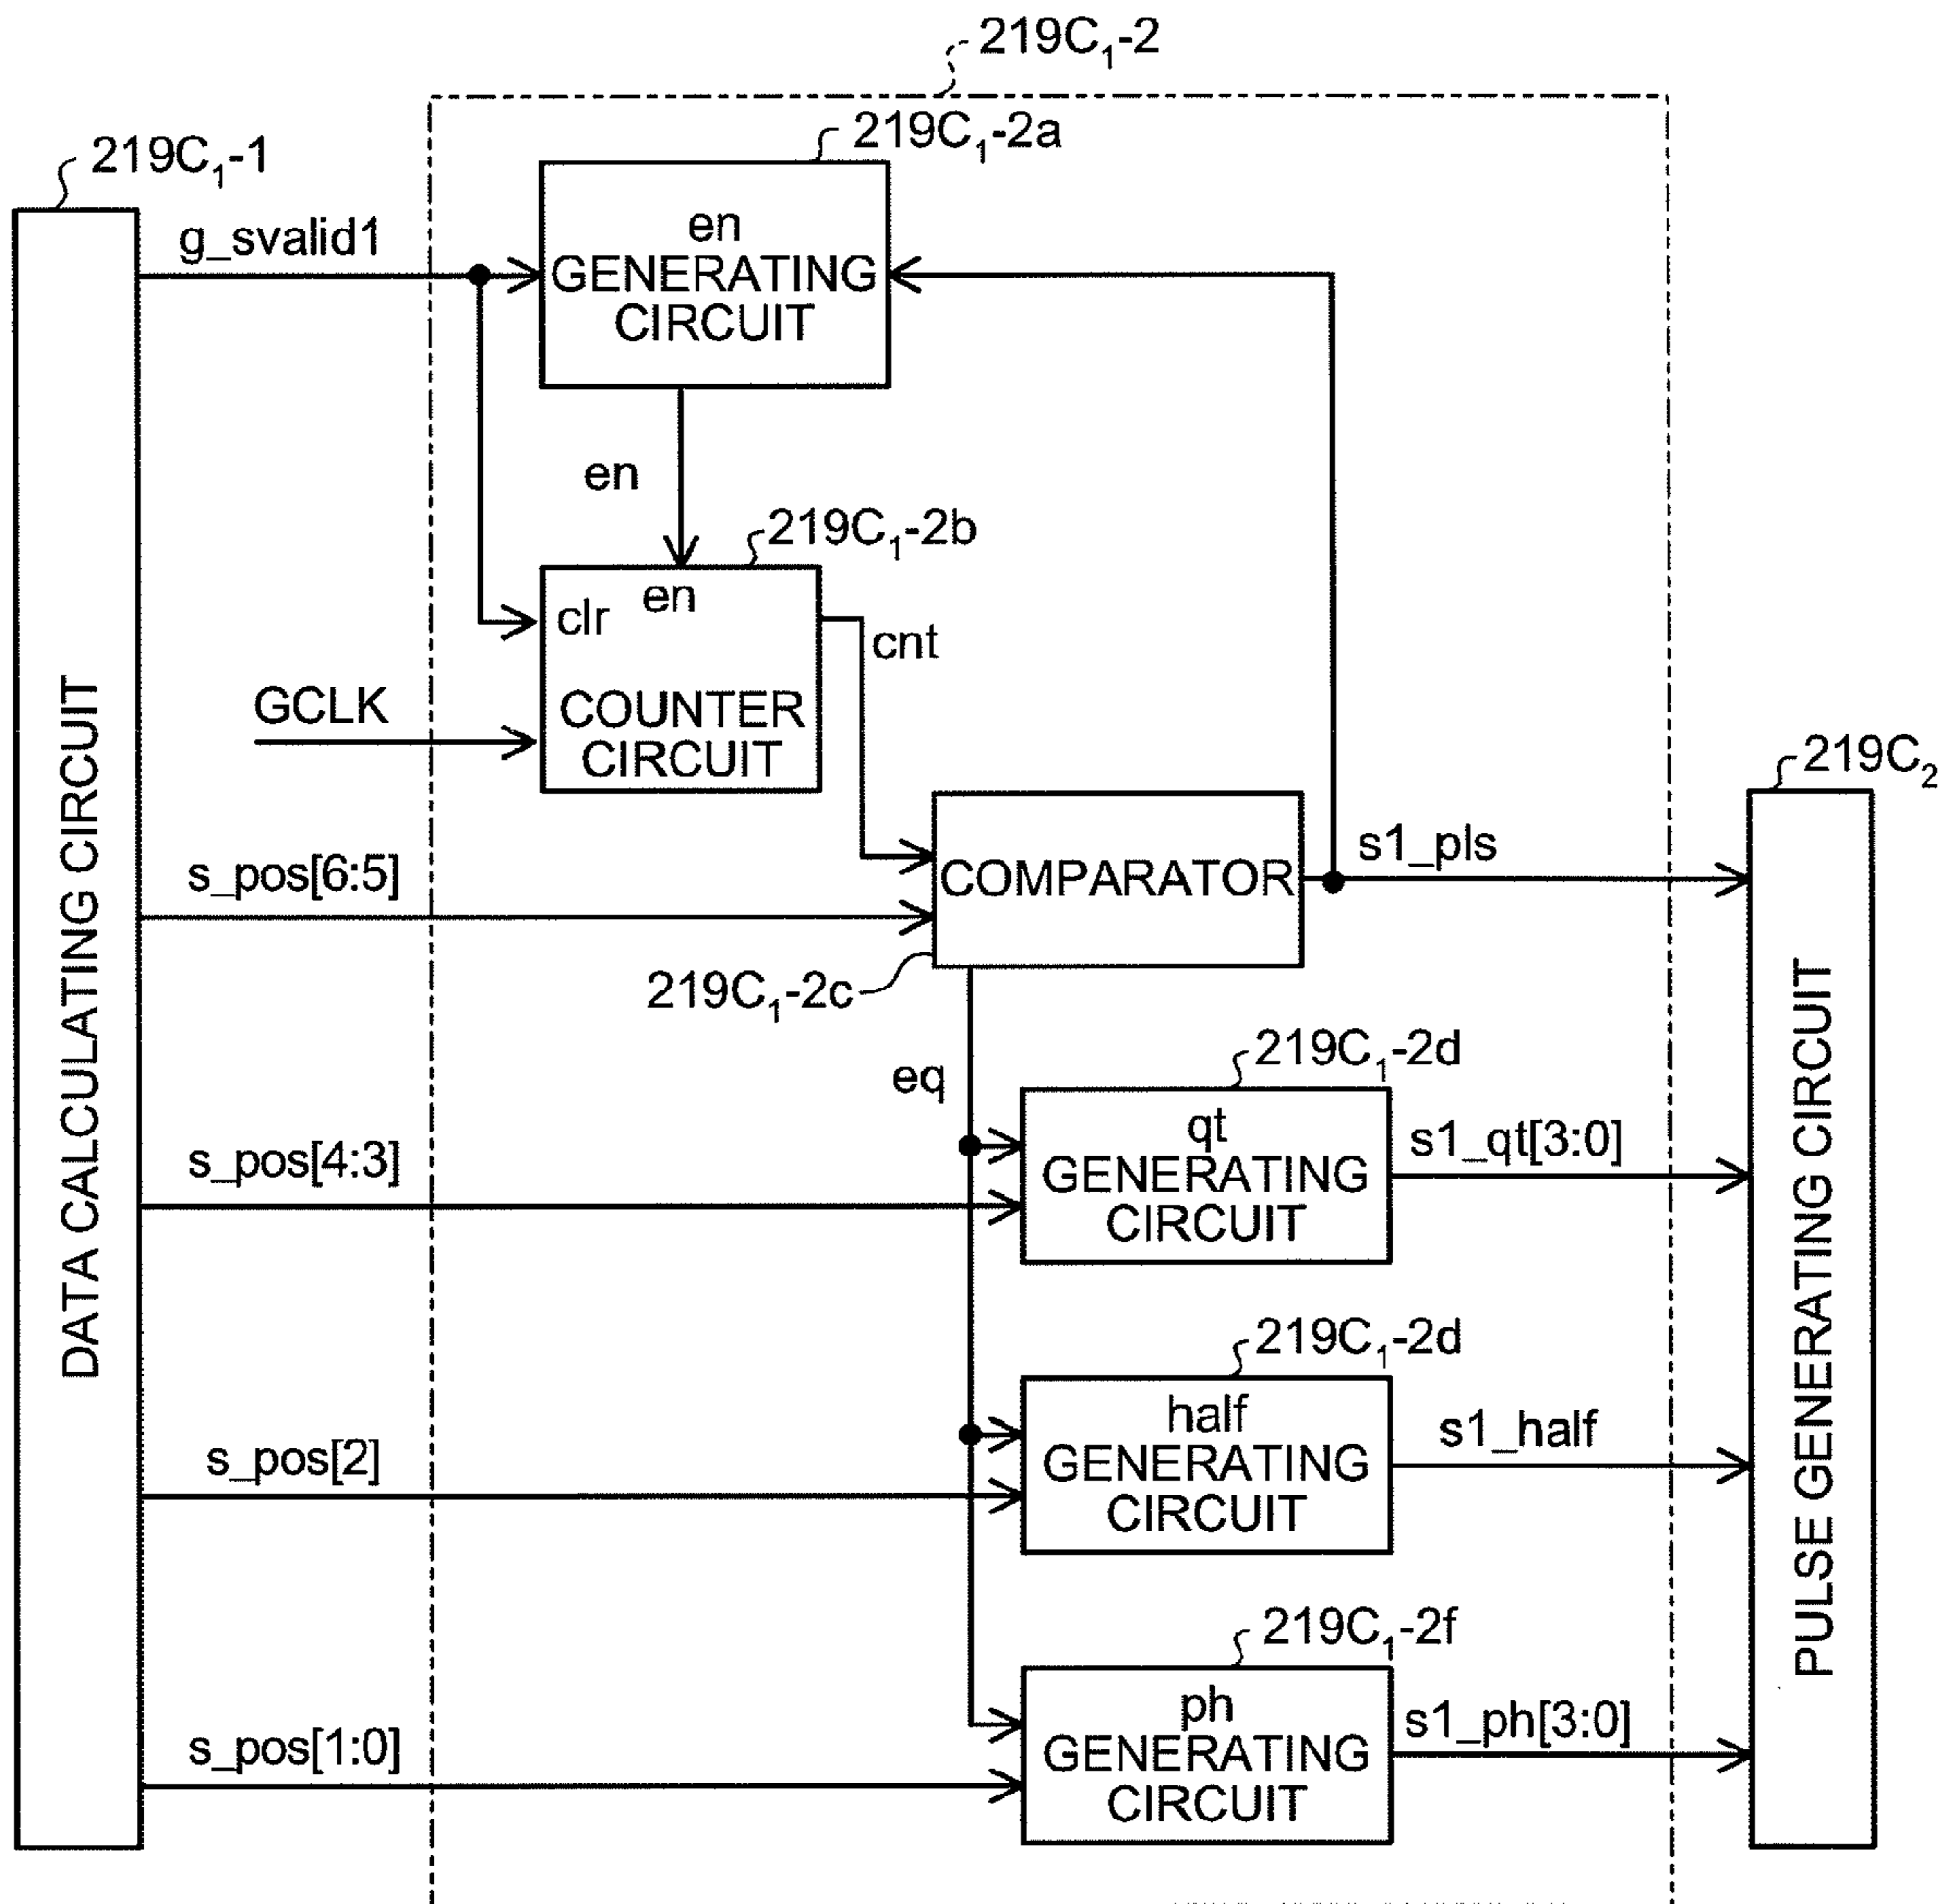 219C₁-2
219C₁-1
219C₁-2a
g_svalid1
en
GENERATING
CIRCUIT
en
219C₁-2b
clr
en
cnt
GCLK
COUNTER
CIRCUIT
219C₂
s_pos[6:5]
COMPARATOR
s1_pls
219C₁-2c
DATA CALCULATING CIRCUIT
PULSE GENERATING CIRCUIT
eq
219C₁-2d
s_pos[4:3]
qt
GENERATING
CIRCUIT
s1_qt[3:0]
219C₁-2d
s_pos[2]
half
GENERATING
CIRCUIT
s1_half
219C₁-2f
s_pos[1:0]
ph
GENERATING
CIRCUIT
s1_ph[3:0]